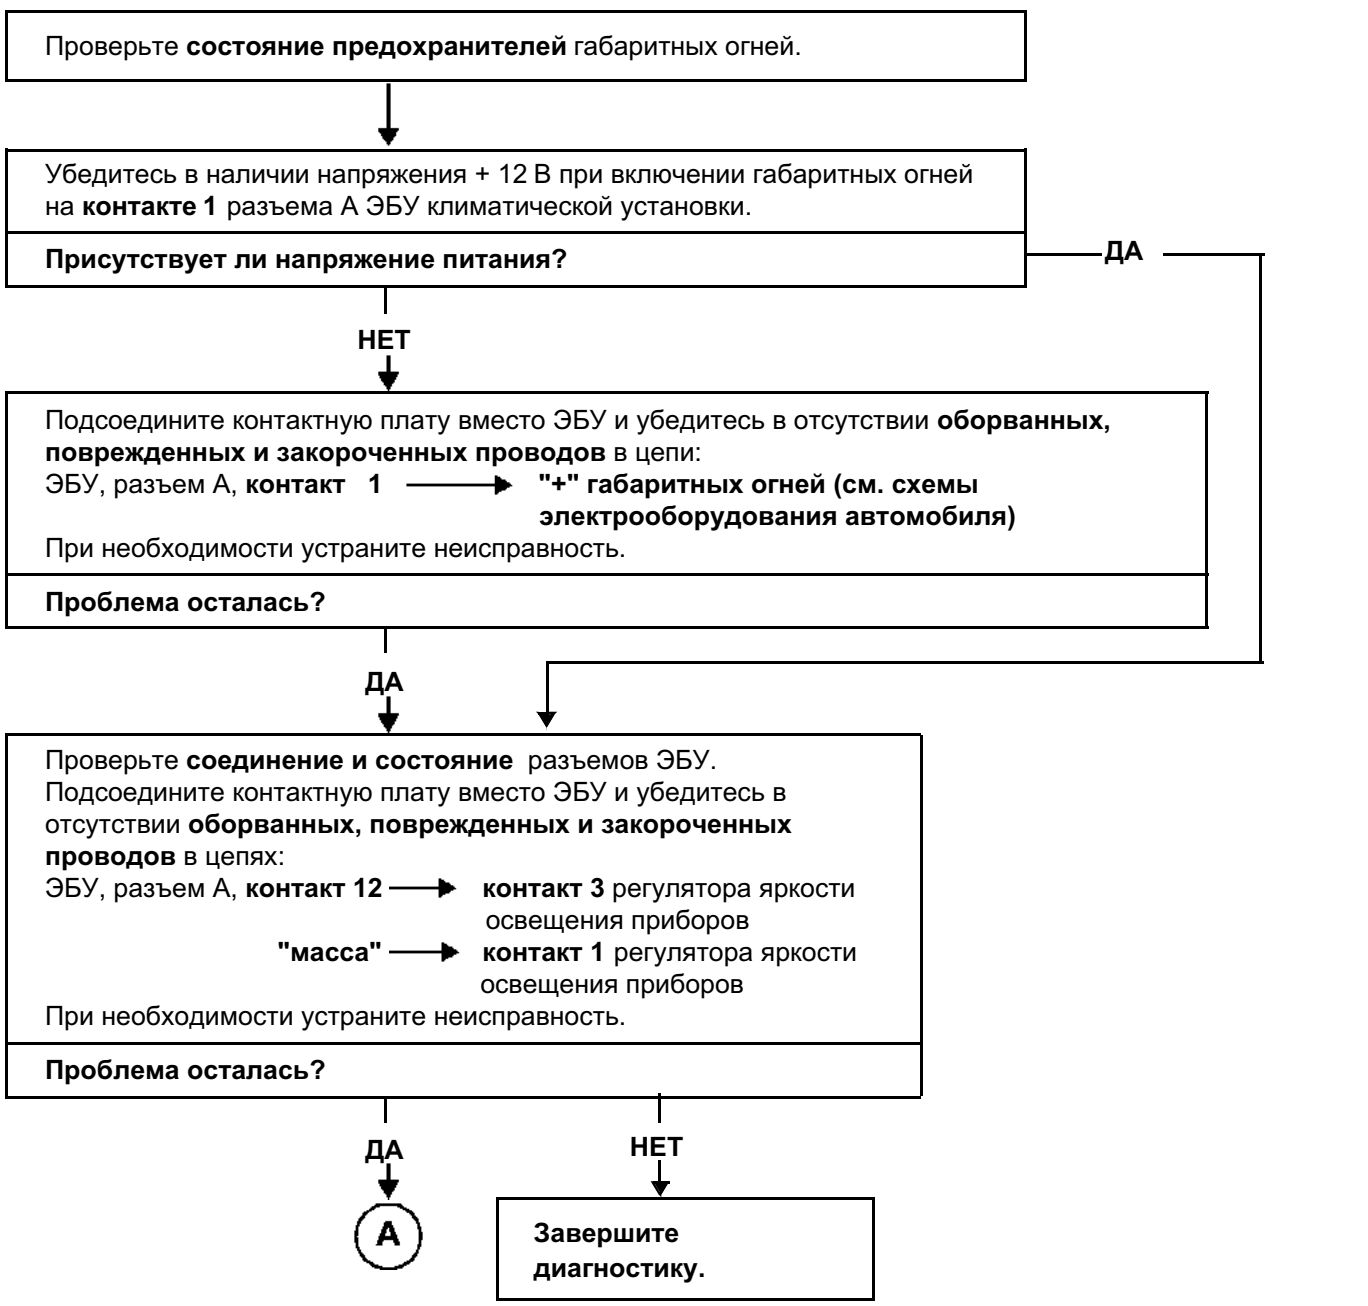 Проверьте состояние предохранителей габаритных огней.
Убедитесь в наличии напряжения + 12 В при включении габаритных огней
на контакте 1 разъема А ЭБУ климатической установки.
Присутствует ли напряжение питания?
ДА
НЕТ
Подсоедините контактную плату вместо ЭБУ и убедитесь в отсутствии оборванных,
поврежденных и закороченных проводов в цепи:
ЭБУ, разъем А, контакт 1 "+" габаритных огней (см. схемы
электрооборудования автомобиля)
При необходимости устраните неисправность.
Проблема осталась?
ДА
Проверьте соединение и состояние разъемов ЭБУ.
Подсоедините контактную плату вместо ЭБУ и убедитесь в
отсутствии оборванных, поврежденных и закороченных
проводов в цепях:
ЭБУ, разъем А, контакт 12 контакт 3 регулятора яркости
освещения приборов
"масса" контакт 1 регулятора яркости
освещения приборов
При необходимости устраните неисправность.
Проблема осталась?
ДА
НЕТ
А
Завершите
диагностику.